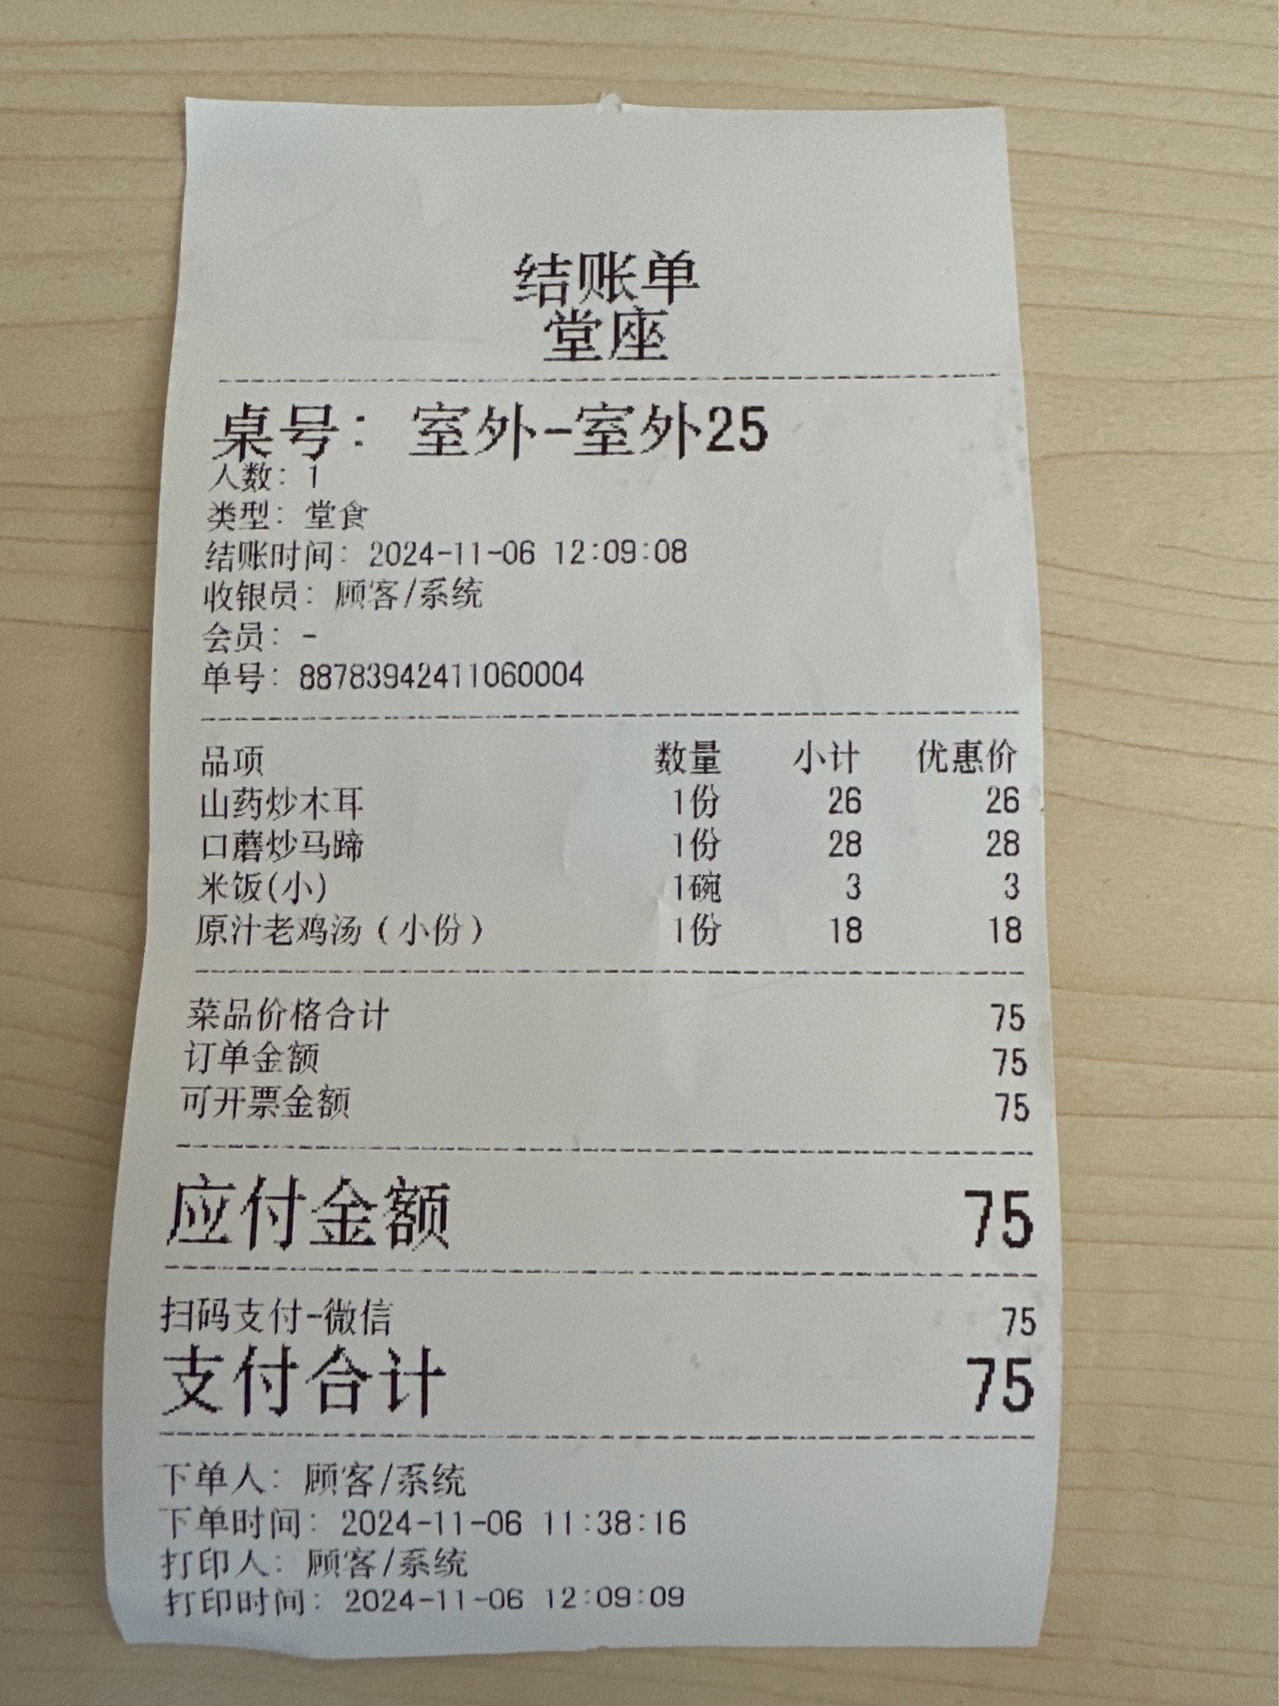 结账单
堂座
桌号: 室外-室外25
人数: 1
类型: 堂食
结账时间: 2024-11-06 12:09:08
收银员: 顾客/系统
会员: -
单号: 88783942411060004
品项 数量 小计 优惠价
山药炒木耳 1份 26 26
口蘑炒马蹄 1份 28 28
米饭(小) 1碗 3 3
原汁老鸡汤（小份） 1份 18 18
菜品价格合计 75
订单金额 75
可开票金额 75
应付金额 75
扫码支付-微信 75
支付合计 75
下单人: 顾客/系统
下单时间: 2024-11-06 11:38:16
打印人: 顾客/系统
打印时间: 2024-11-06 12:09:09